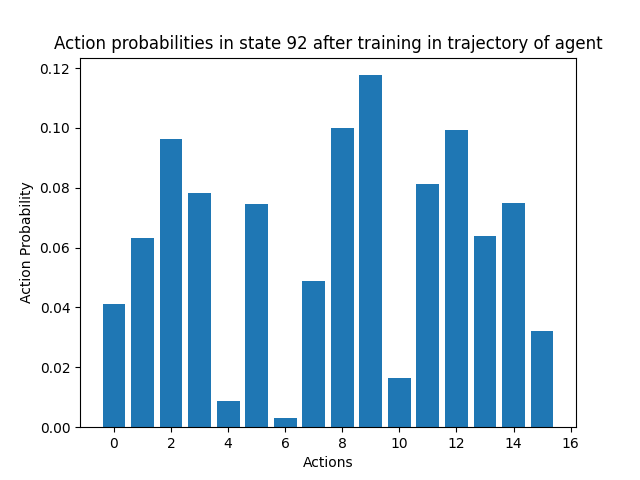 Action probabilities in state 92 after training in trajectory of agent
0.12
0.10
0.08
0.06
0.04
0.02
0.00
Action Probability
0 2 4 6 8 10 12 14 16
Actions